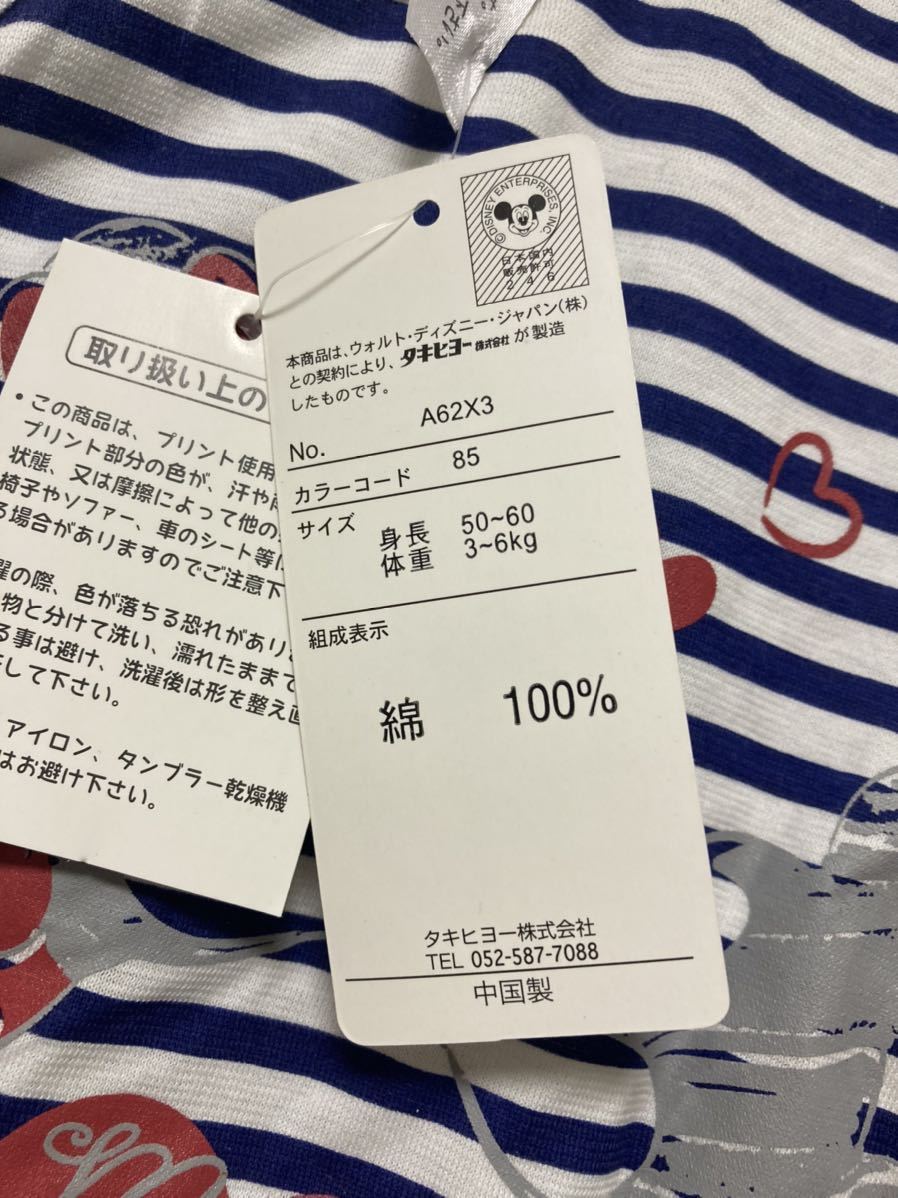 © DISNEY ENTERPRISES, INC.
日本国内
販売許可
246
本商品は、ウォルト・ディズニー・ジャパン(株)
との契約により、タキヒヨー株式会社が製造
したものです。
No. A62X3
カラーコード 85
サイズ 身長 50~60
体重 3~6kg
組成表示
綿 100%
タキヒヨー株式会社
TEL 052-587-7088
中国製
取り扱い上の
・この商品は、プリント使用
プリント部分の色が、汗や
状態、又は摩擦によって他の
椅子やソファー、車のシート等に
る場合がありますのでご注意下
濯の際、色が落ちる恐れがあり
物と分けて洗い、濡れたままで
る事は避け、洗濯後は形を整え
して下さい。
アイロン、タンブラー乾燥機
はお避け下さい。